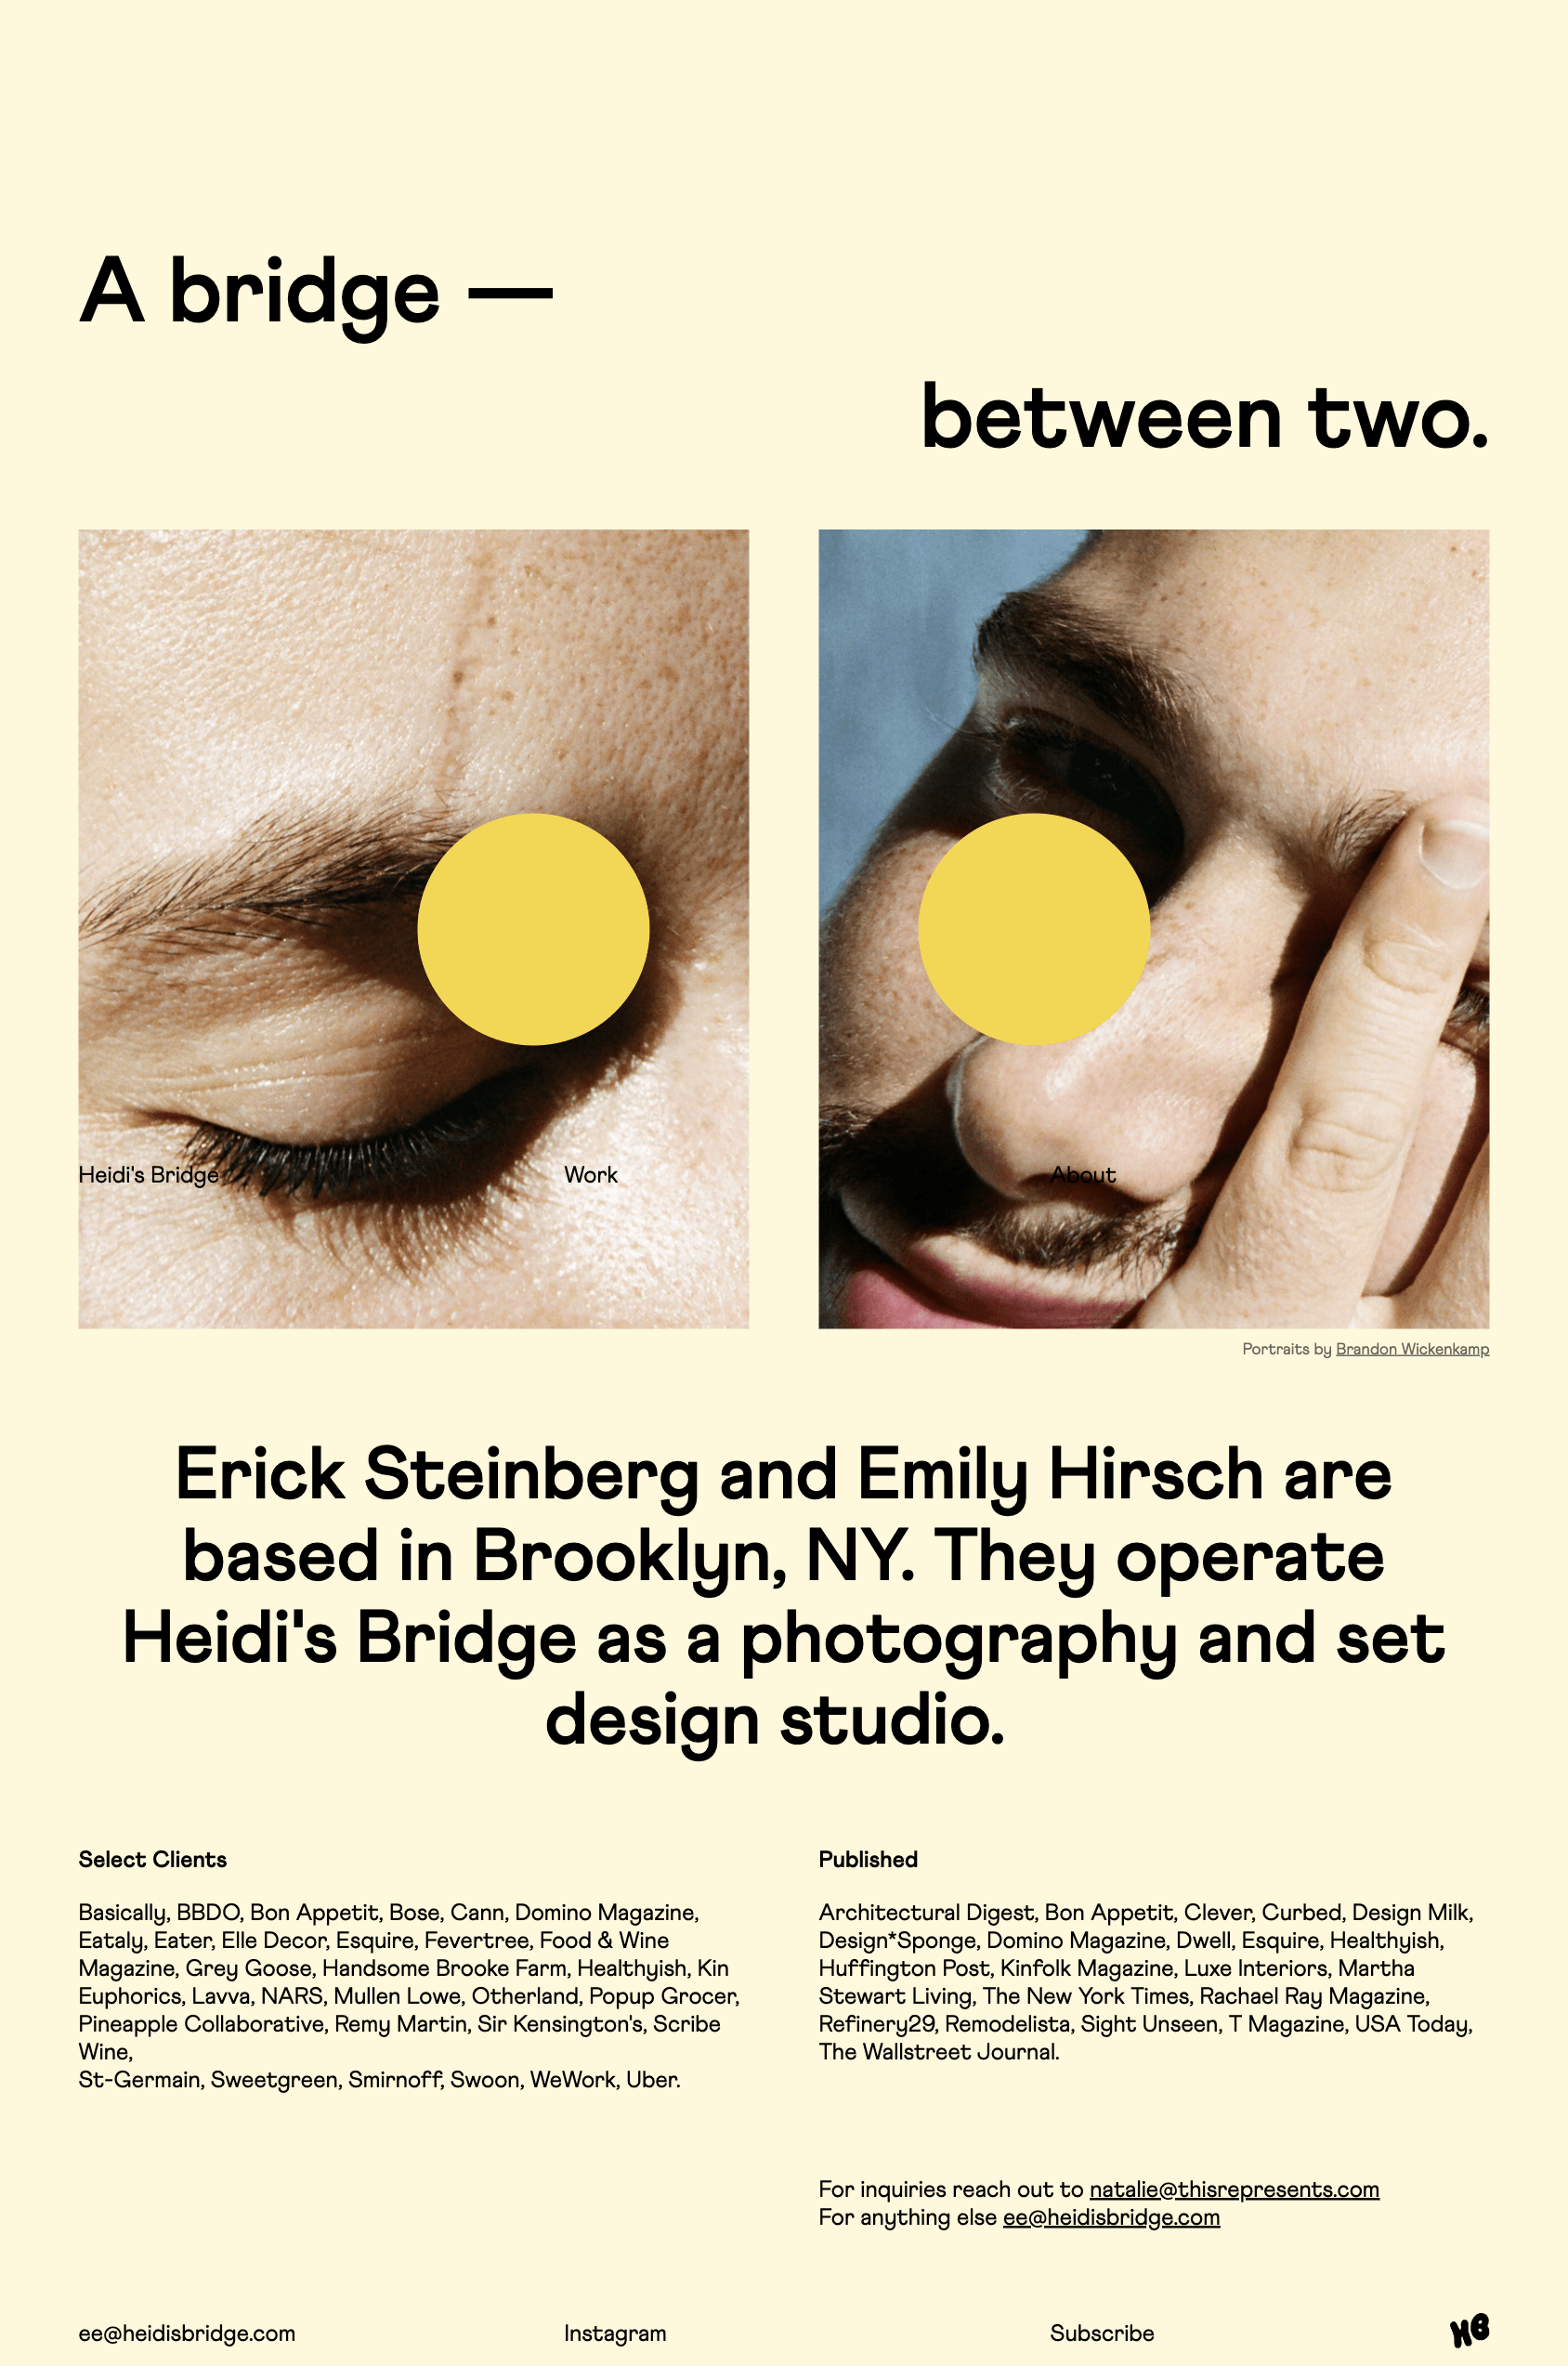 A bridge —
between two.
Heidi's Bridge
Work
About
Portraits by Brandon Wickenkamp
Erick Steinberg and Emily Hirsch are
based in Brooklyn, NY. They operate
Heidi's Bridge as a photography and set
design studio.
Select Clients
Basically, BBDO, Bon Appetit, Bose, Cann, Domino Magazine,
Eataly, Eater, Elle Decor, Esquire, Fevertree, Food & Wine
Magazine, Grey Goose, Handsome Brooke Farm, Healthyish, Kin
Euphorics, Lavva, NARS, Mullen Lowe, Otherland, Popup Grocer,
Pineapple Collaborative, Remy Martin, Sir Kensington's, Scribe
Wine,
St-Germain, Sweetgreen, Smirnoff, Swoon, WeWork, Uber.
Published
Architectural Digest, Bon Appetit, Clever, Curbed, Design Milk,
Design*Sponge, Domino Magazine, Dwell, Esquire, Healthyish,
Huffington Post, Kinfolk Magazine, Luxe Interiors, Martha
Stewart Living, The New York Times, Rachael Ray Magazine,
Refinery29, Remodelista, Sight Unseen, T Magazine, USA Today,
The Wallstreet Journal.
For inquiries reach out to natalie@thisrepresents.com
For anything else ee@heidisbridge.com
ee@heidisbridge.com
Instagram
Subscribe
HB